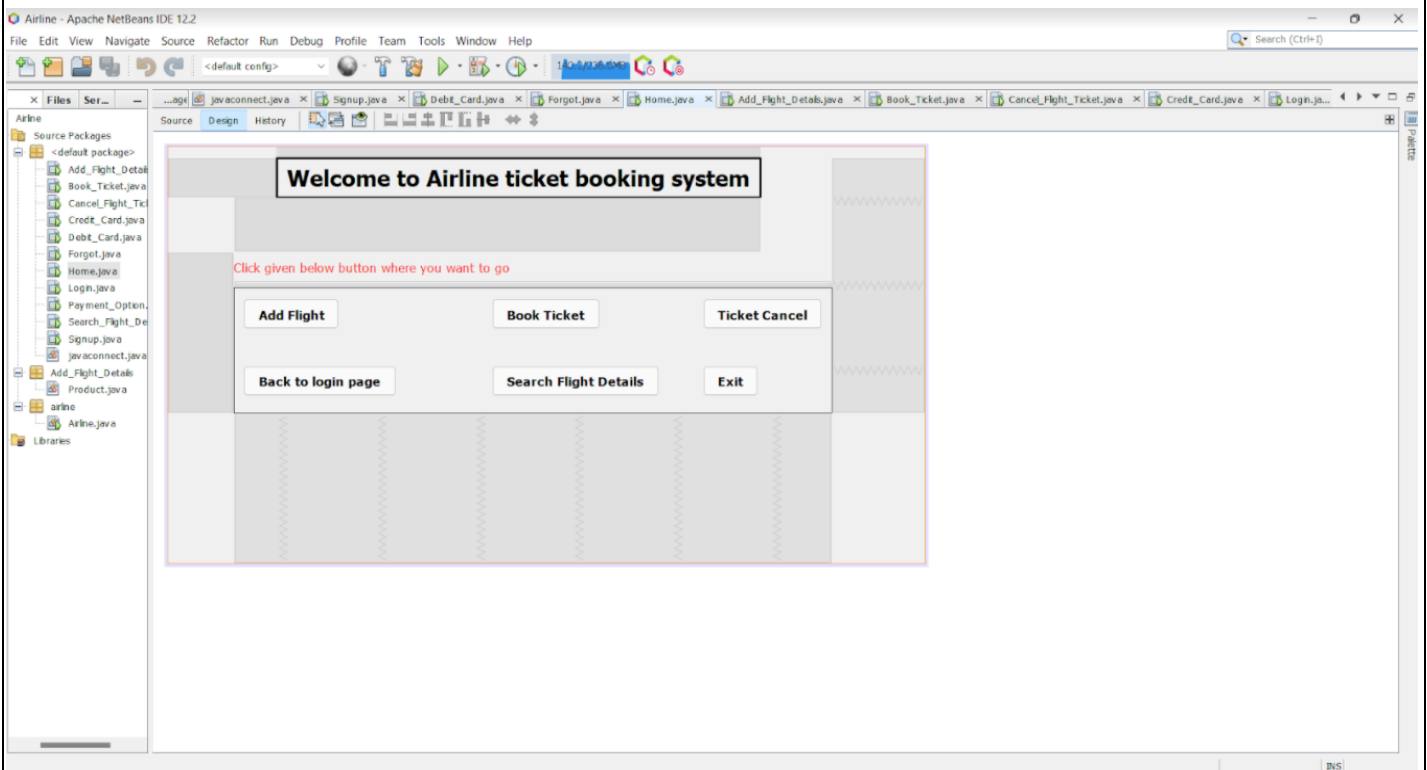 Airline - Apache NetBeans IDE 12.2
File Edit View Navigate Source Refactor Run Debug Profile Team Tools Window Help
Search (Ctrl+I)
<default config>
Files Ser...
...age javaconnect.java Signup.java Debit_Card.java Forgot.java Home.java Add_Flight_Details.java Book_Ticket.java Cancel_Flight_Ticket.java Credit_Card.java Login.ja...
Source Design History
Palette
Airline
Source Packages
<default package>
Add_Flight_Detail
Book_Ticket.java
Cancel_Flight_Tic
Credit_Card.java
Debit_Card.java
Forgot.java
Home.java
Login.java
Payment_Option.
Search_Flight_De
Signup.java
javaconnect.java
Add_Flight_Details
Product.java
airline
Airline.java
Libraries
Welcome to Airline ticket booking system
Click given below button where you want to go
Add Flight Book Ticket Ticket Cancel
Back to login page Search Flight Details Exit
INS